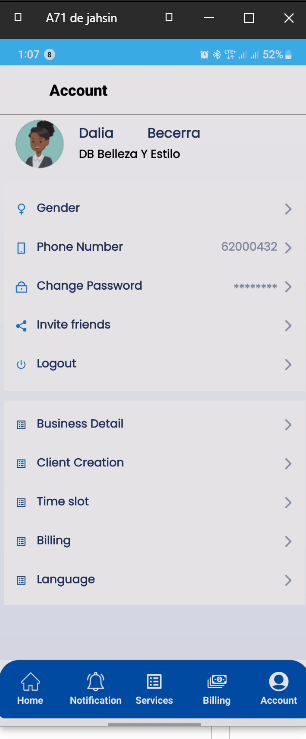 A71 de jahsin
1:07 8 52%
Account
Dalia Becerra
DB Belleza Y Estilo
Gender
Phone Number 62000432
Change Password ********
Invite friends
Logout
Business Detail
Client Creation
Time slot
Billing
Language
Home Notification Services Billing Account